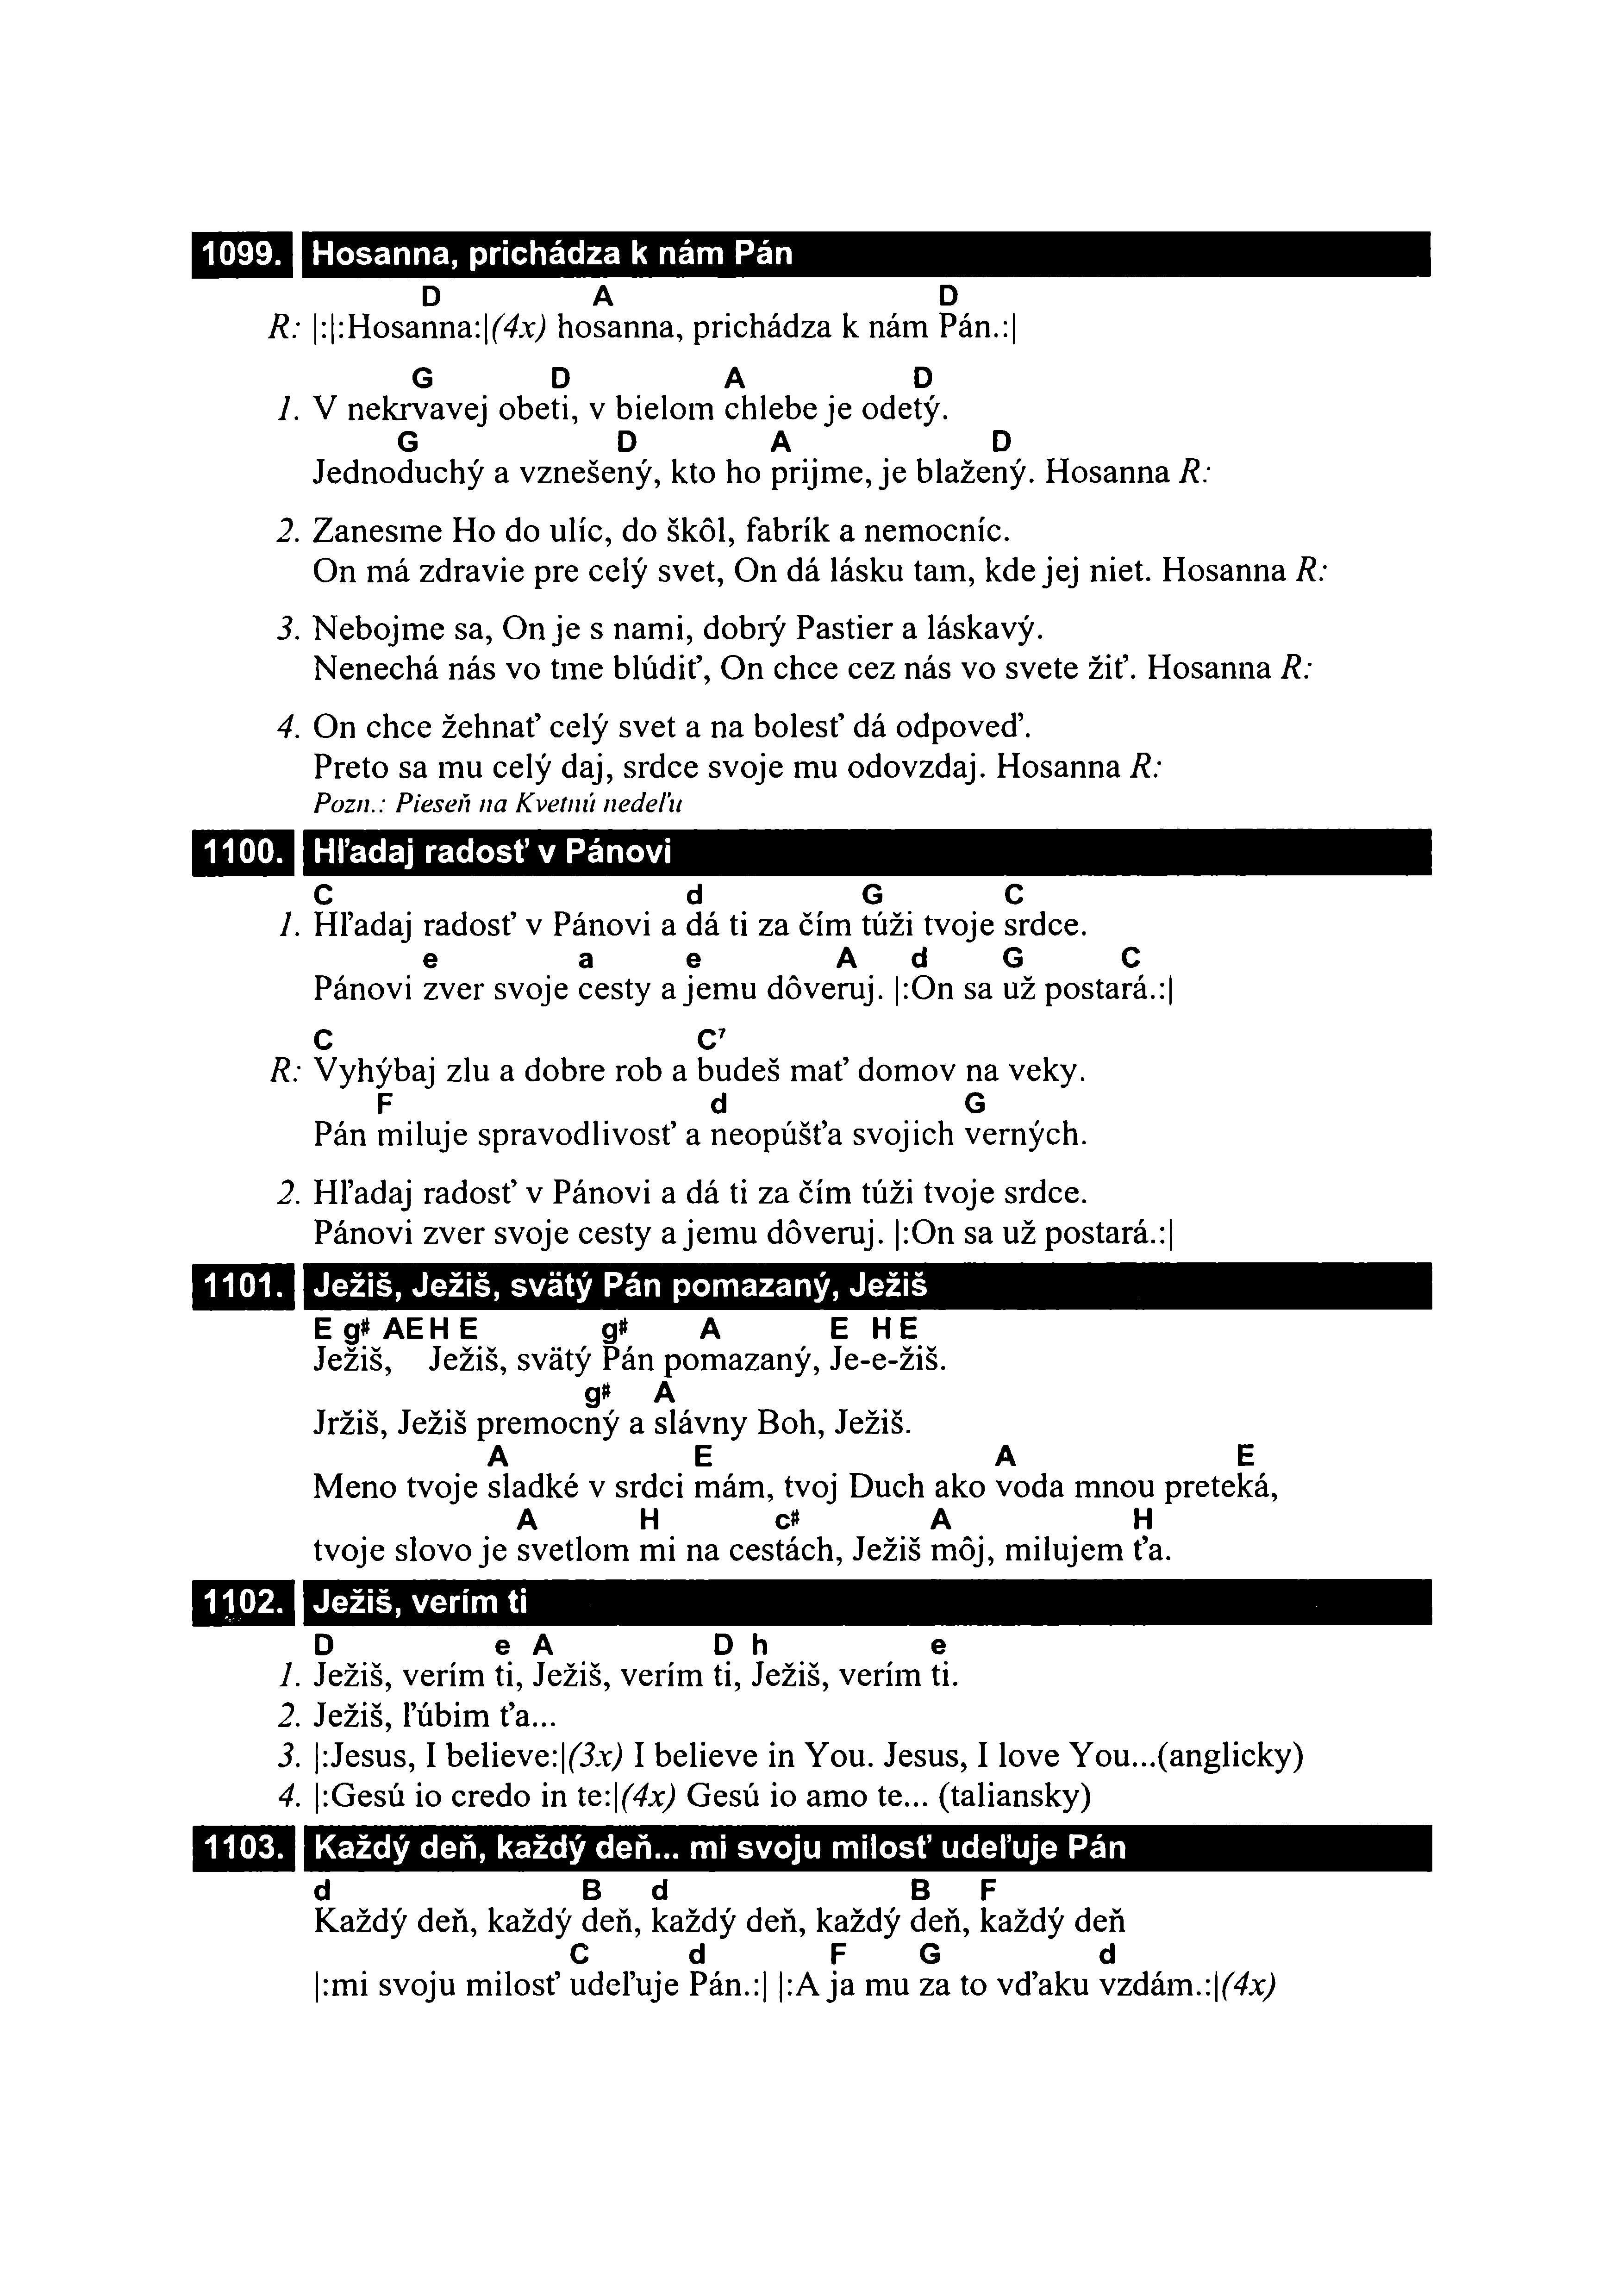 1099. Hosanna, prichádza k nám Pán
D A D
R: |:|:Hosanna:|(4x) hosanna, prichádza k nám Pán.:|
G D A D
1. V nekrvavej obeti, v bielom chlebe je odetý.
G D A D
Jednoduchý a vznešený, kto ho prijme, je blažený. Hosanna R:
2. Zanesme Ho do ulíc, do škôl, fabrík a nemocníc.
On má zdravie pre celý svet, On dá lásku tam, kde jej niet. Hosanna R:
3. Nebojme sa, On je s nami, dobrý Pastier a láskavý.
Nenechá nás vo tme blúdiť, On chce cez nás vo svete žiť. Hosanna R:
4. On chce žehnať celý svet a na bolesť dá odpoveď.
Preto sa mu celý daj, srdce svoje mu odovzdaj. Hosanna R:
Pozn.: Pieseň na Kvetnú nedeľu
1100. Hľadaj radosť v Pánovi
C d G C
1. Hľadaj radosť v Pánovi a dá ti za čím túži tvoje srdce.
e a e A d G C
Pánovi zver svoje cesty a jemu dôveruj. |:On sa už postará.:|
C C7
R: Vyhýbaj zlu a dobre rob a budeš mať domov na veky.
F d G
Pán miluje spravodlivosť a neopúšťa svojich verných.
2. Hľadaj radosť v Pánovi a dá ti za čím túži tvoje srdce.
Pánovi zver svoje cesty a jemu dôveruj. |:On sa už postará.:|
1101. Ježiš, Ježiš, svätý Pán pomazaný, Ježiš
E g# AEH E g# A E H E
Ježiš, Ježiš, svätý Pán pomazaný, Je-e-žiš.
g# A
Jržiš, Ježiš premocný a slávny Boh, Ježiš.
A E A E
Meno tvoje sladké v srdci mám, tvoj Duch ako voda mnou preteká,
A H c# A H
tvoje slovo je svetlom mi na cestách, Ježiš môj, milujem ťa.
1102. Ježiš, verím ti
D e A D h e
1. Ježiš, verím ti, Ježiš, verím ti, Ježiš, verím ti.
2. Ježiš, ľúbim ťa...
3. |:Jesus, I believe:|(3x) I believe in You. Jesus, I love You...(anglicky)
4. |:Gesú io credo in te:|(4x) Gesú io amo te... (taliansky)
1103. Každý deň, každý deň... mi svoju milosť udeľuje Pán
d B d B F
Každý deň, každý deň, každý deň, každý deň, každý deň
C d F G d
|:mi svoju milosť udeľuje Pán.:| |:A ja mu za to vďaku vzdám.:|(4x)